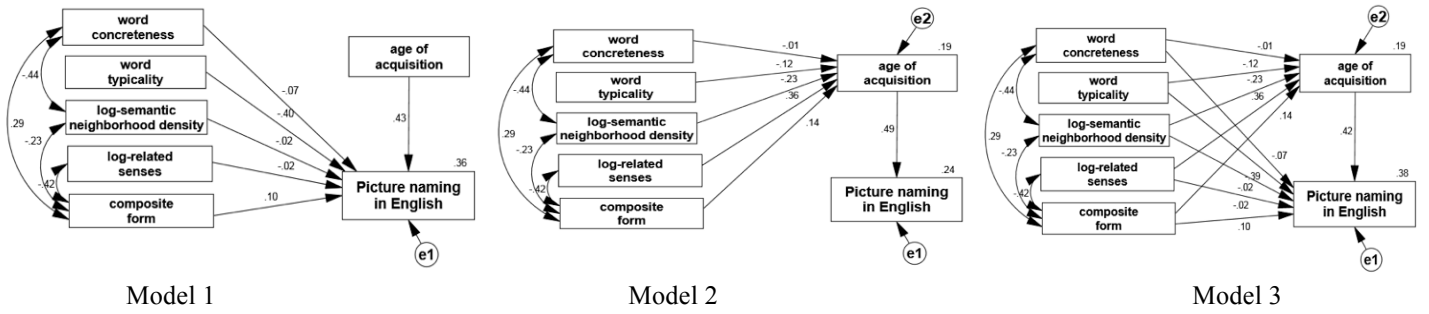 word
concreteness
word
typicality
log-semantic
neighborhood density
log-related
senses
composite
form
age of
acquisition
Picture naming
in English
e1
-.44
.29
-.23
-.42
-.07
-.40
-.02
-.02
.10
.43
.36
Model 1
word
concreteness
word
typicality
log-semantic
neighborhood density
log-related
senses
composite
form
e2
age of
acquisition
Picture naming
in English
e1
-.44
.29
-.23
-.42
-.01
-.12
-.23
.36
.14
.19
.49
.24
Model 2
word
concreteness
word
typicality
log-semantic
neighborhood density
log-related
senses
composite
form
e2
age of
acquisition
Picture naming
in English
e1
-.44
.29
-.23
-.42
-.01
-.12
-.23
.36
.14
.19
.42
-.07
-.39
-.02
-.02
.10
.38
Model 3